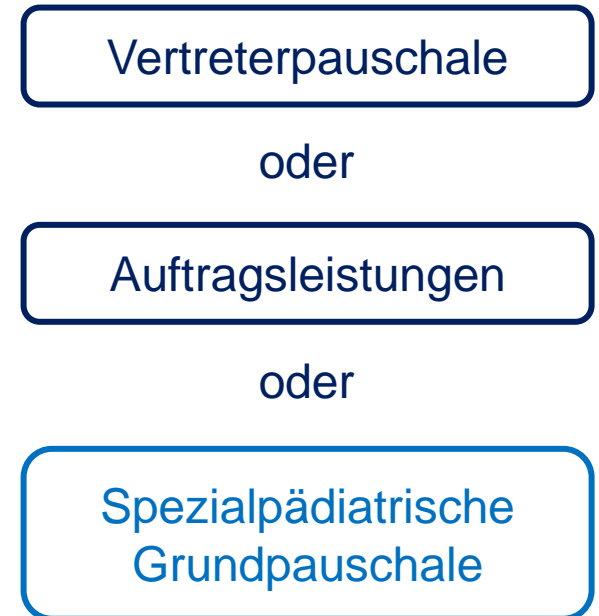 Vertreterpauschale
oder
Auftragsleistungen
oder
Spezialpädiatrische
Grundpauschale